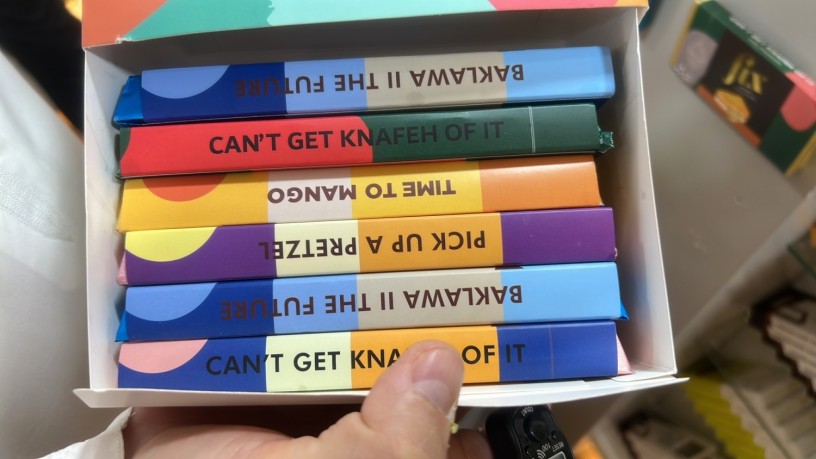 BAKLAWA II THE FUTURE
CAN'T GET KNAFEH OF IT
TIME TO MANGO
PICK UP A PRETZEL
BAKLAWA II THE FUTURE
CAN'T GET KNA OF IT
fix